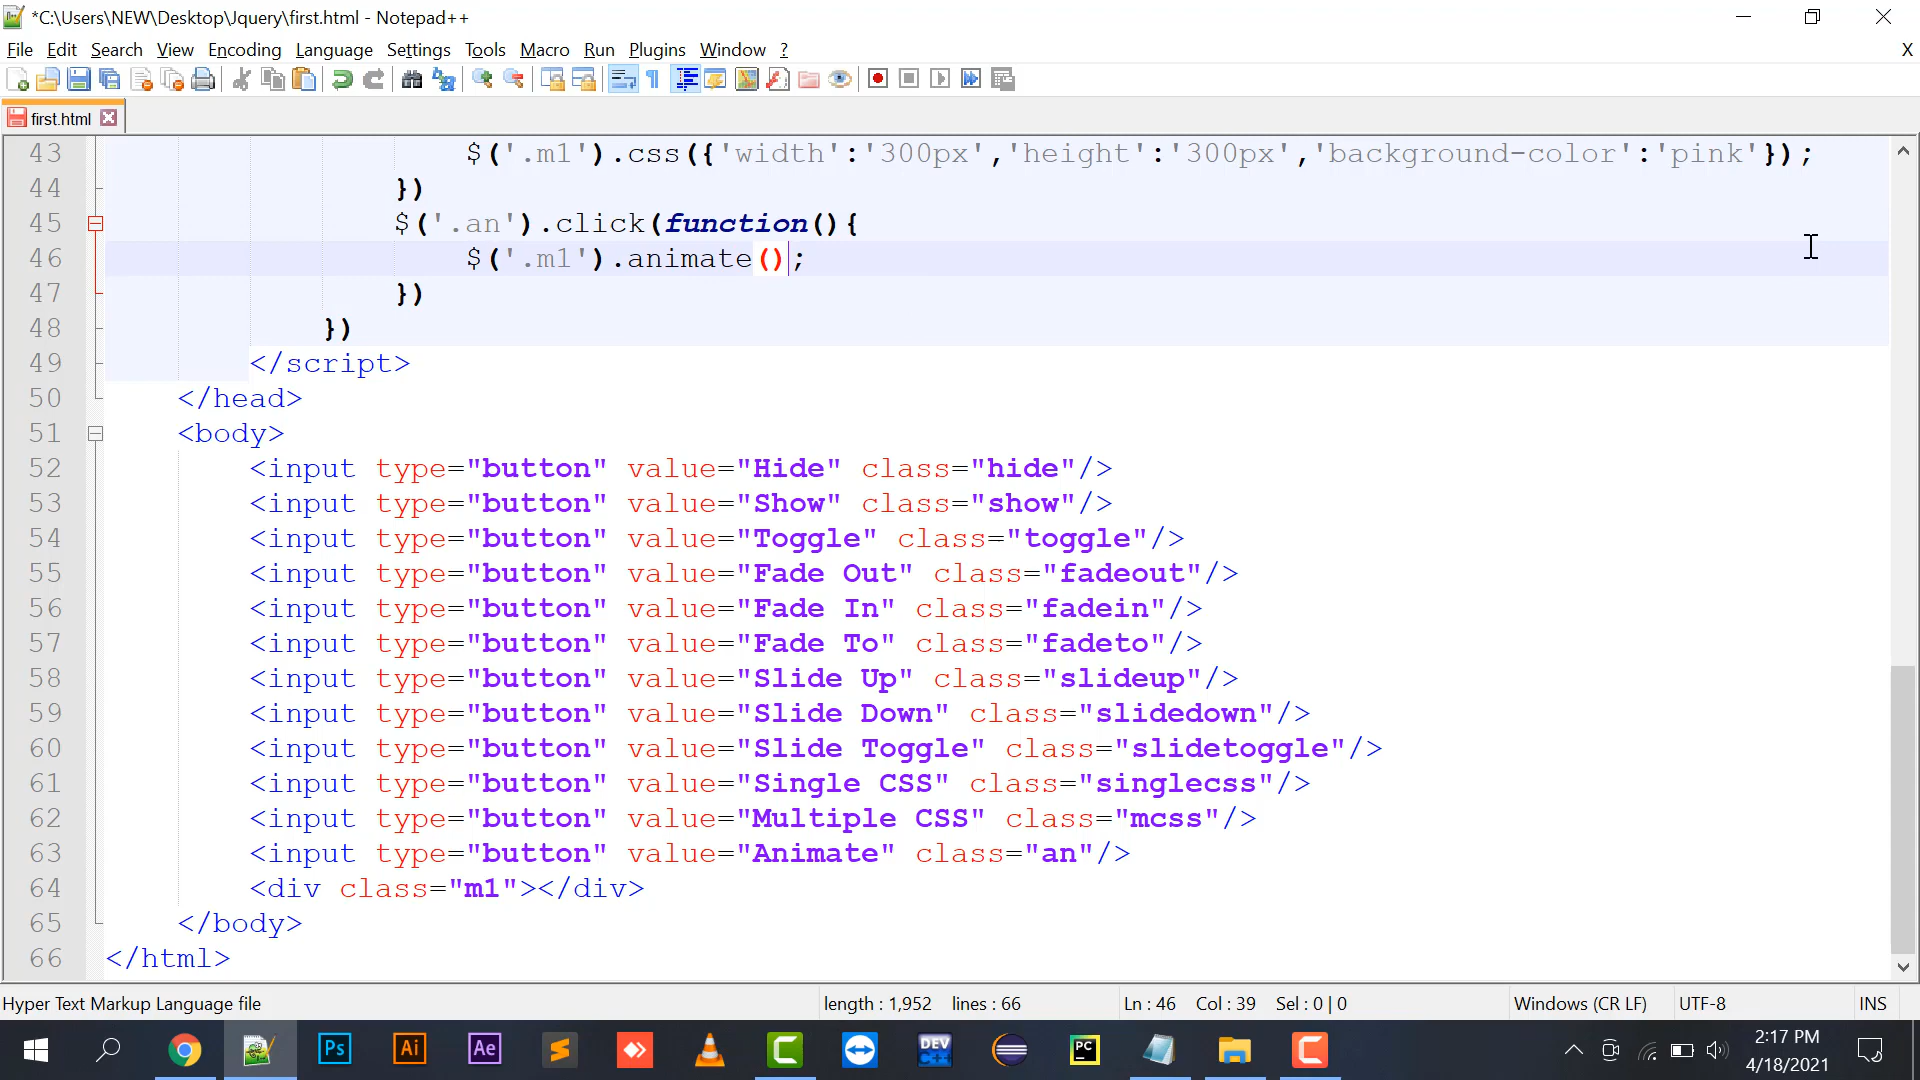 *C:\Users\NEW\Desktop\Jquery\first.html - Notepad++
File Edit Search View Encoding Language Settings Tools Macro Run Plugins Window ? X
first.html
43 $('.m1').css({'width':'300px','height':'300px','background-color':'pink'});
44 })
45 $('.an').click(function(){
46 $('.m1').animate();
47 })
48 })
49 </script>
50 </head>
51 <body>
52 <input type="button" value="Hide" class="hide"/>
53 <input type="button" value="Show" class="show"/>
54 <input type="button" value="Toggle" class="toggle"/>
55 <input type="button" value="Fade Out" class="fadeout"/>
56 <input type="button" value="Fade In" class="fadein"/>
57 <input type="button" value="Fade To" class="fadeto"/>
58 <input type="button" value="Slide Up" class="slideup"/>
59 <input type="button" value="Slide Down" class="slidedown"/>
60 <input type="button" value="Slide Toggle" class="slidetoggle"/>
61 <input type="button" value="Single CSS" class="singlecss"/>
62 <input type="button" value="Multiple CSS" class="mcss"/>
63 <input type="button" value="Animate" class="an"/>
64 <div class="m1"></div>
65 </body>
66 </html>
Hyper Text Markup Language file length : 1,952 lines : 66 Ln : 46 Col : 39 Sel : 0 | 0 Windows (CR LF) UTF-8 INS
Ps Ai Ae DEV C++ PC 2:17 PM
4/18/2021